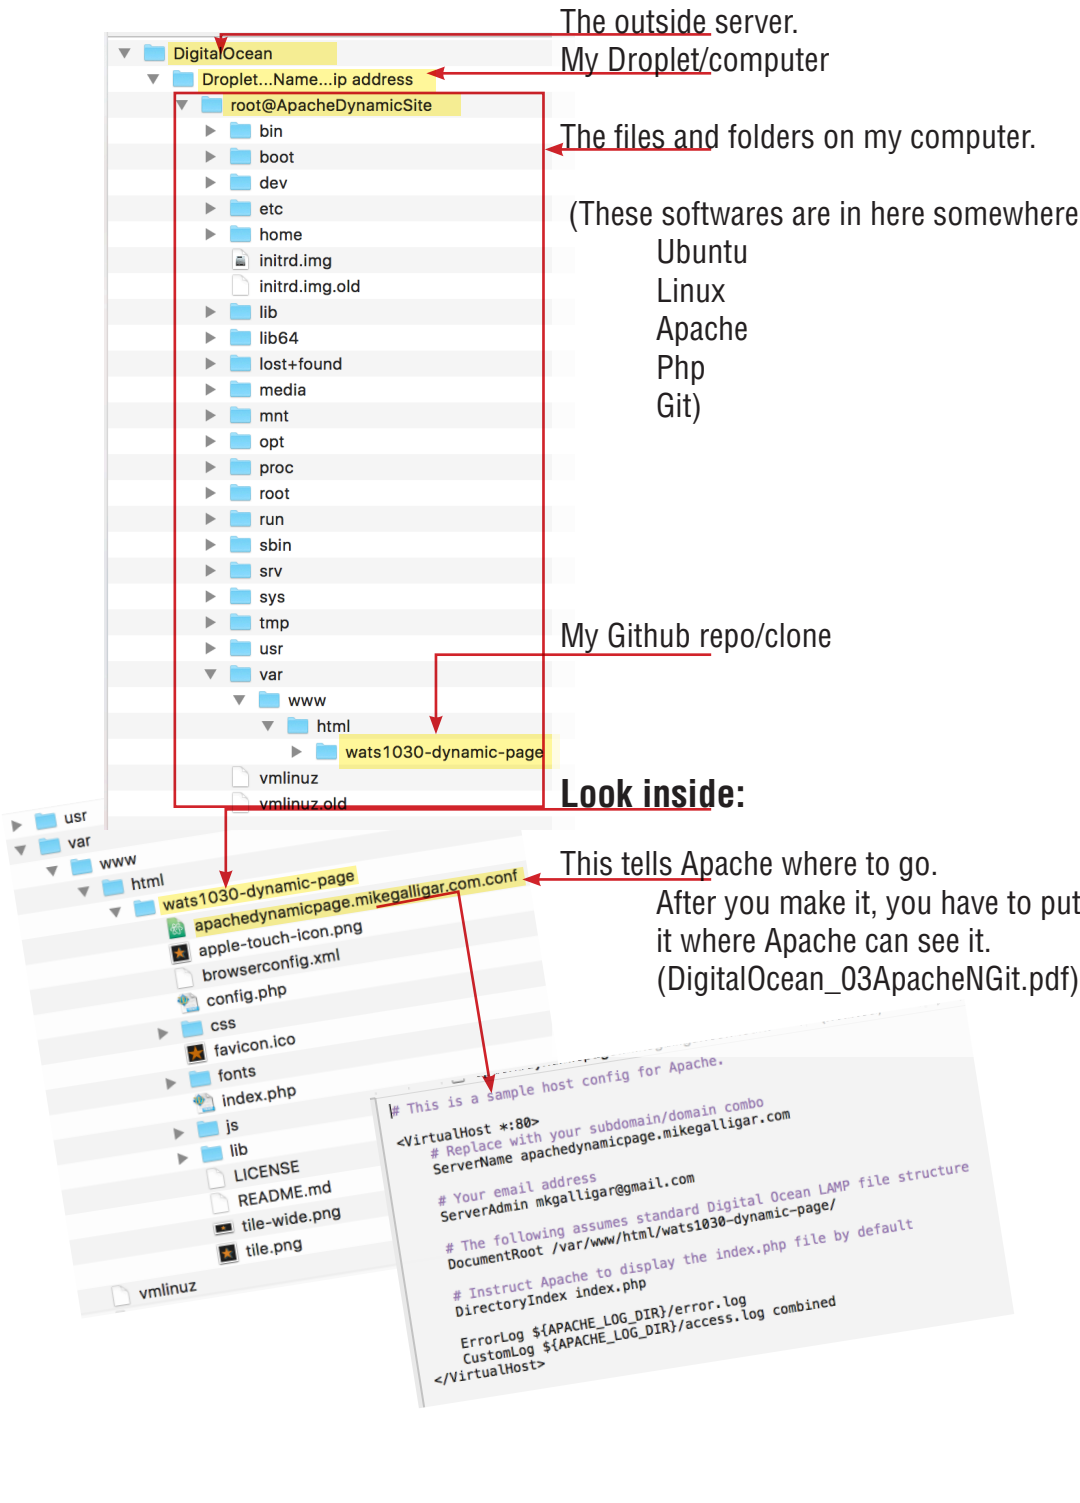 The outside server.
DigitalOcean
My Droplet/computer
Droplet...Name...ip address
root@ApacheDynamicSite
bin
The files and folders on my computer.
boot
dev
etc
(These softwares are in here somewhere
home
Ubuntu
initrd.img
initrd.img.old
Linux
lib
Apache
lib64
lost+found
Php
media
Git)
mnt
opt
proc
root
run
sbin
srv
sys
tmp
My Github repo/clone
usr
var
www
html
wats1030-dynamic-page
vmlinuz
vmlinuz.old
Look inside:
usr
var
www
html
wats1030-dynamic-page
This tells Apache where to go.
apachedynamicpage.mikegalligar.com.conf
After you make it, you have to put
it where Apache can see it.
(DigitalOcean_03ApacheNGit.pdf)
apple-touch-icon.png
browserconfig.xml
config.php
css
favicon.ico
fonts
index.php
js
lib
LICENSE
README.md
tile-wide.png
tile.png
vmlinuz
# This is a sample host config for Apache.
<VirtualHost *:80>
# Replace with your subdomain/domain combo
ServerName apachedynamicpage.mikegalligar.com
# Your email address
ServerAdmin mkgalligar@gmail.com
# The following assumes standard Digital Ocean LAMP file structure
DocumentRoot /var/www/html/wats1030-dynamic-page/
# Instruct Apache to display the index.php file by default
DirectoryIndex index.php
ErrorLog ${APACHE_LOG_DIR}/error.log
CustomLog ${APACHE_LOG_DIR}/access.log combined
</VirtualHost>